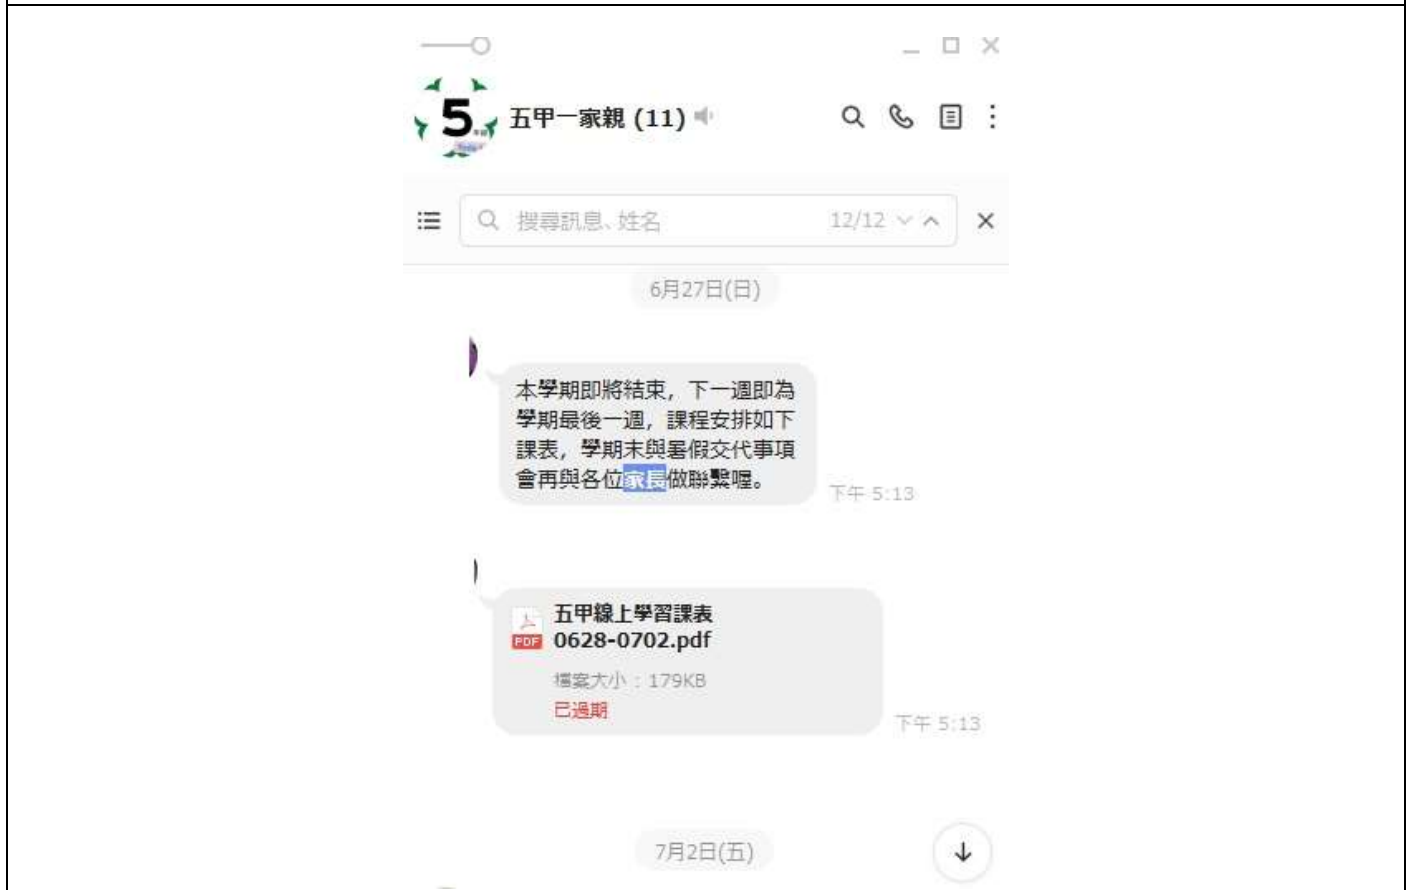 5
五甲一家親 (11)
搜尋訊息、姓名 12/12
6月27日(日)
本學期即將結束，下一週即為
學期最後一週，課程安排如下
課表，學期末與暑假交代事項
會再與各位家長做聯繫喔。
下午 5:13
五甲線上學習課表
PDF
0628-0702.pdf
檔案大小：179KB
已過期
下午 5:13
7月2日(五)